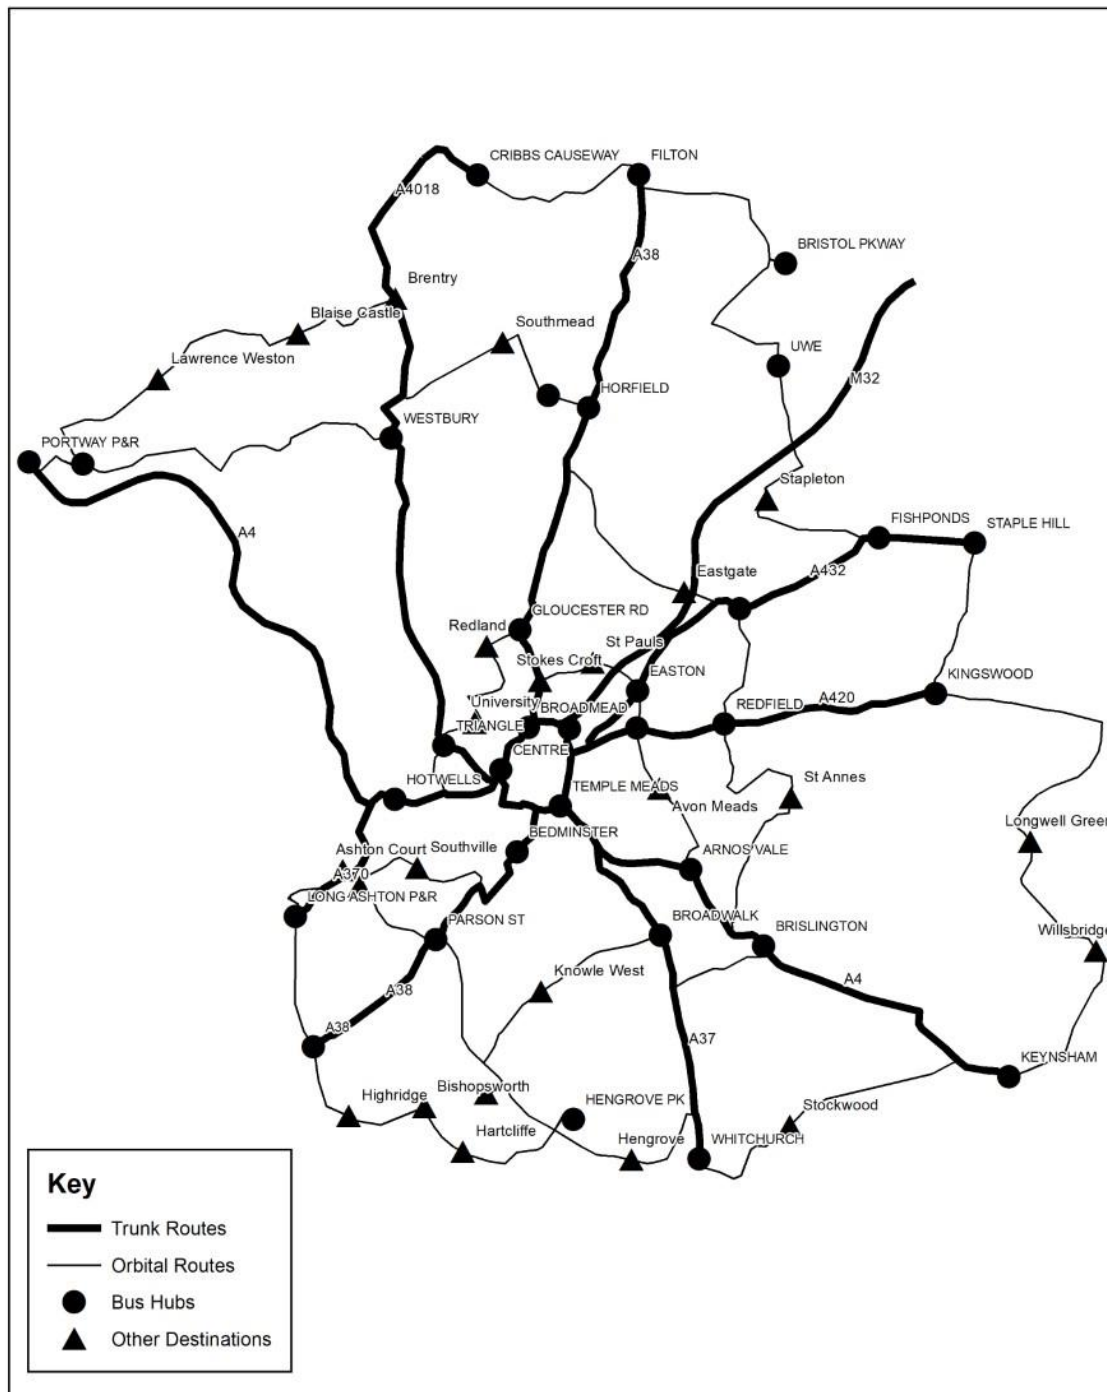 CRIBBS CAUSEWAY
FILTON
A4018
A38
BRISTOL PKWAY
Brentry
Blaise Castle
Southmead
Lawrence Weston
UWE
M32
HORFIELD
WESTBURY
PORTWAY P&R
Stapleton
FISHPONDS
STAPLE HILL
A4
A432
Eastgate
GLOUCESTER RD
Redland
St Pauls
Stokes Croft
EASTON
KINGSWOOD
University
BROADMEAD
REDFIELD
A420
TRIANGLE
CENTRE
HOTWELLS
TEMPLE MEADS
St Annes
Avon Meads
Longwell Green
BEDMINSTER
Ashton Court
Southville
ARNOS VALE
A370
LONG ASHTON P&R
PARSON ST
BROADWALK
BRISLINGTON
Willsbridge
Knowle West
A38
A4
A38
A37
KEYNSHAM
Bishopsworth
Highridge
HENGROVE PK
Stockwood
Hartcliffe
Hengrove
WHITCHURCH
Key
Trunk Routes
Orbital Routes
Bus Hubs
Other Destinations